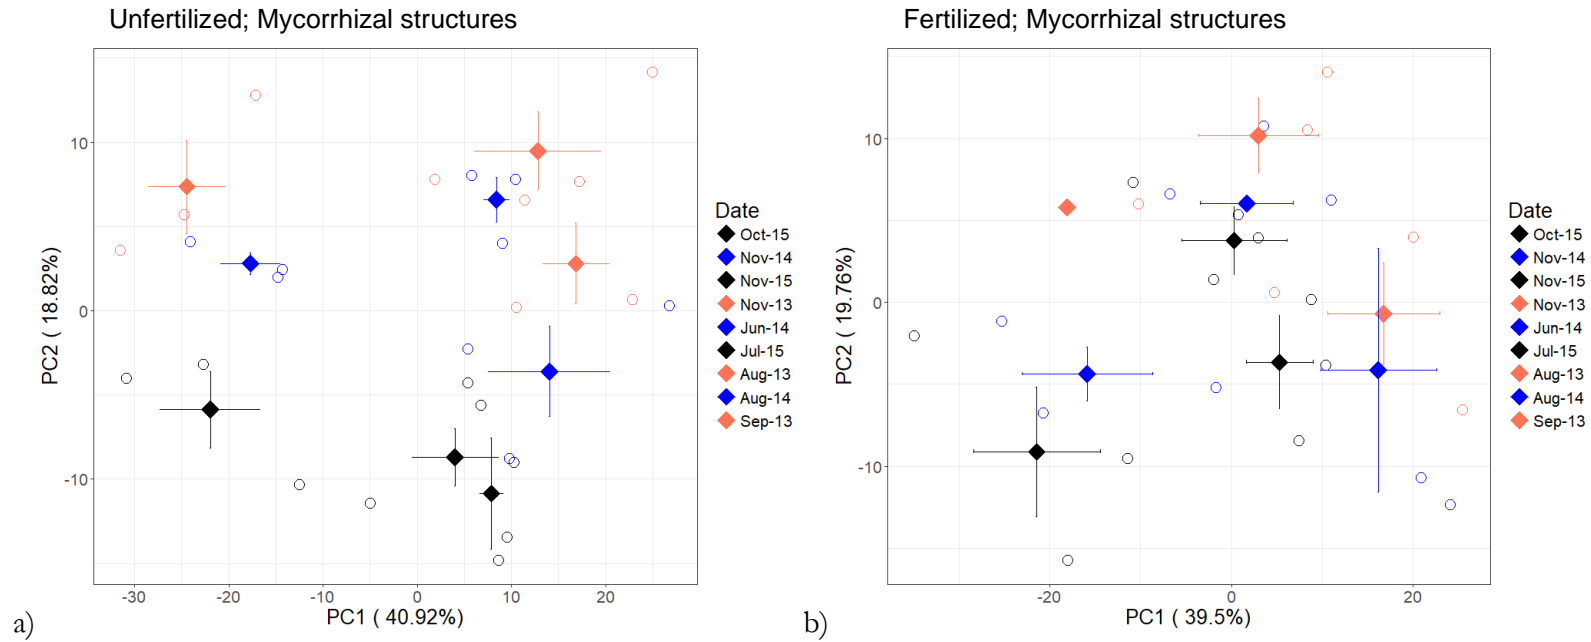 Unfertilized; Mycorrhizal structures
PC2 ( 18.82%)
10
0
-10
-30
-20
-10
0
10
20
PC1 ( 40.92%)
a)
Date
Oct-15
Nov-14
Nov-15
Nov-13
Jun-14
Jul-15
Aug-13
Aug-14
Sep-13
Fertilized; Mycorrhizal structures
PC2 ( 19.76%)
10
0
-10
-20
0
20
PC1 ( 39.5%)
b)
Date
Oct-15
Nov-14
Nov-15
Nov-13
Jun-14
Jul-15
Aug-13
Aug-14
Sep-13